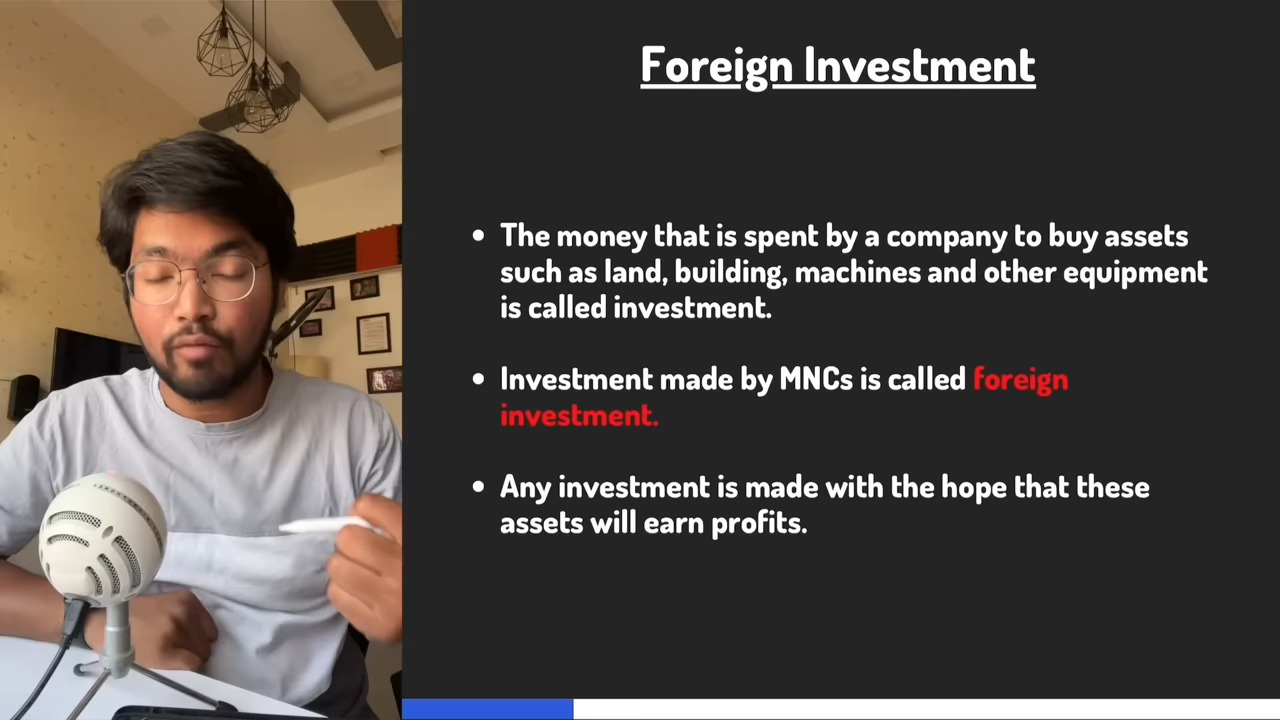 Foreign Investment
• The money that is spent by a company to buy assets
such as land, building, machines and other equipment
is called investment.
• Investment made by MNCs is called foreign
investment.
• Any investment is made with the hope that these
assets will earn profits.